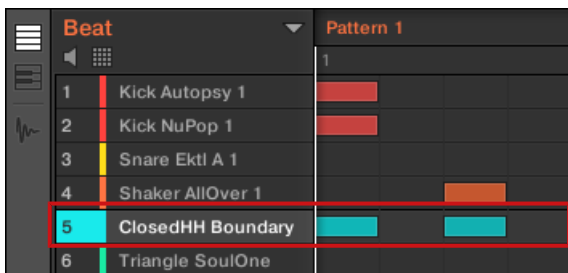 Beat
Pattern 1
1
1 Kick Autopsy 1
2 Kick NuPop 1
3 Snare Ektl A 1
4 Shaker AllOver 1
5 ClosedHH Boundary
6 Triangle SoulOne